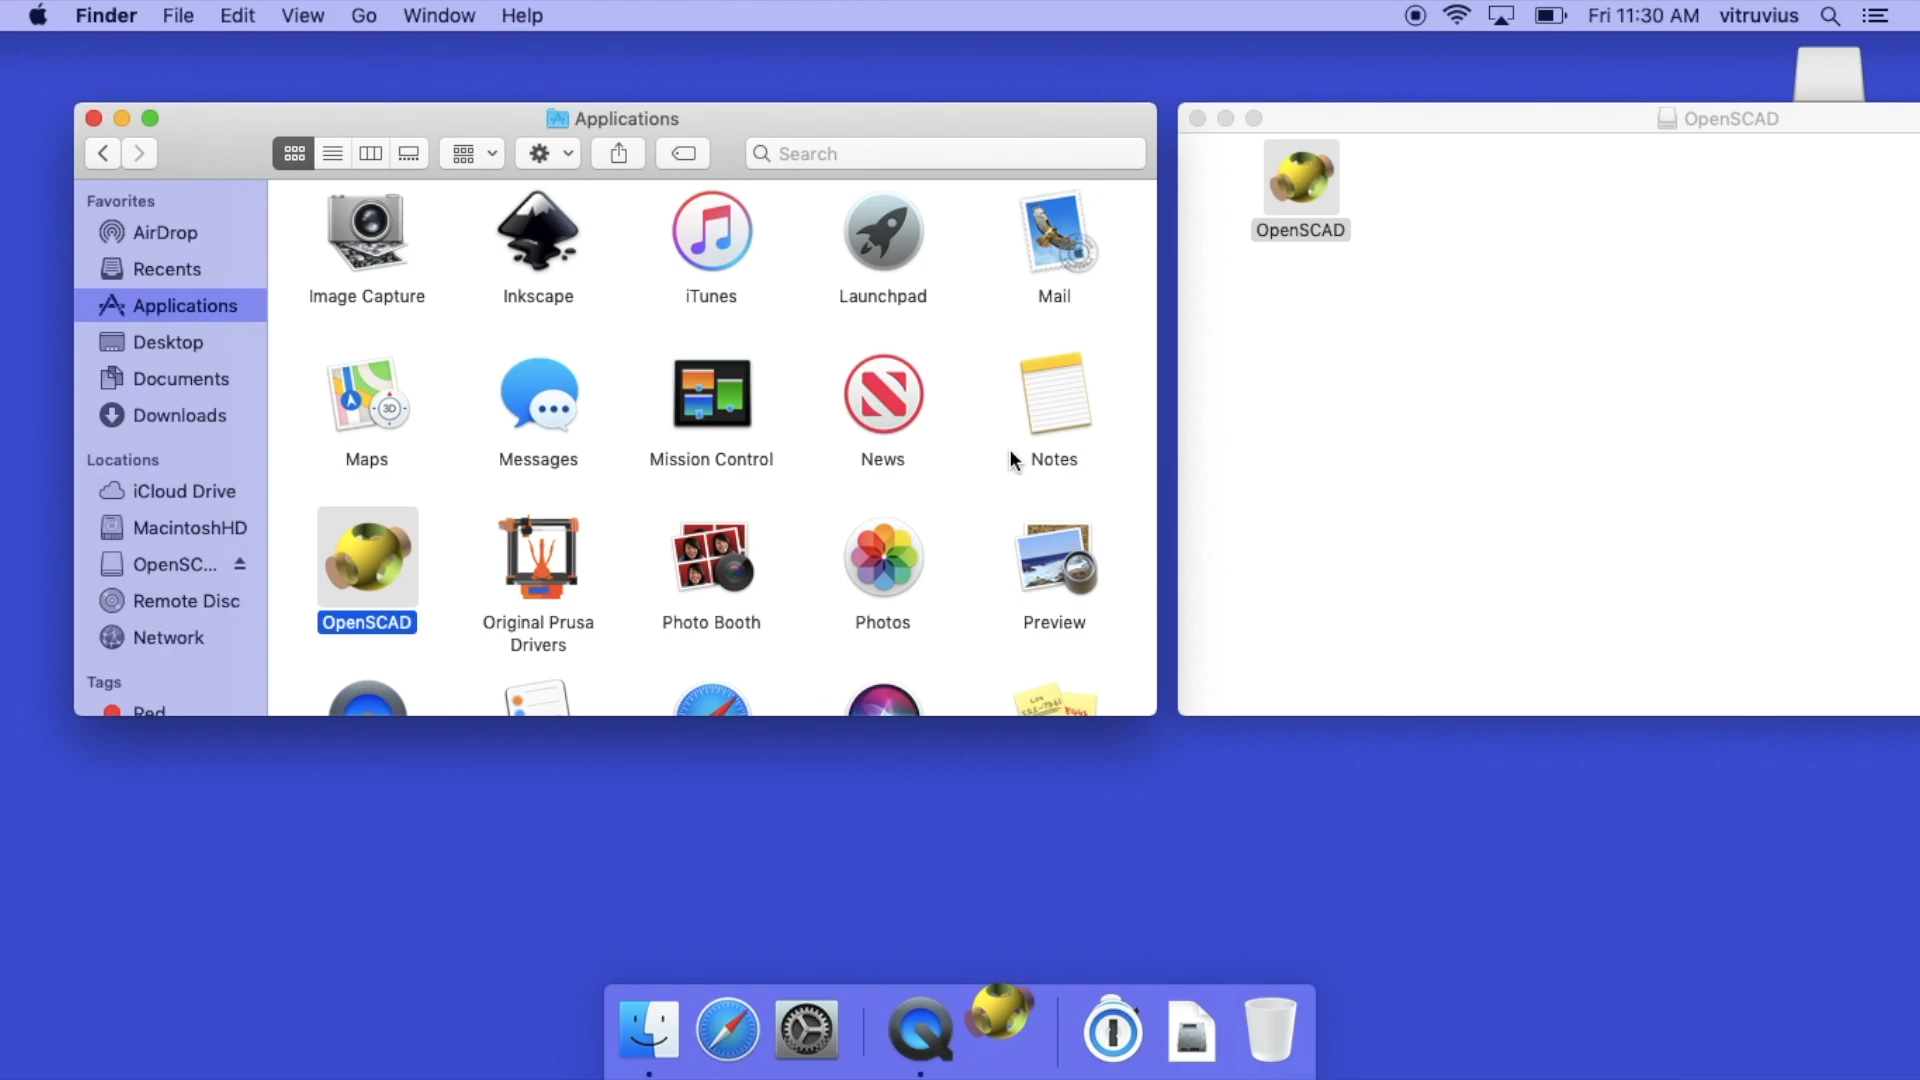 Finder File Edit View Go Window Help Fri 11:30 AM vitruvius
Applications
Search
Favorites
AirDrop
Recents
Applications
Desktop
Documents
Downloads
Locations
iCloud Drive
MacintoshHD
OpenSC...
Remote Disc
Network
Tags
Red
Image Capture Inkscape iTunes Launchpad Mail
3D
Maps Messages Mission Control News Notes
OpenSCAD Original Prusa Photo Booth Photos Preview
Drivers
OpenSCAD
OpenSCAD